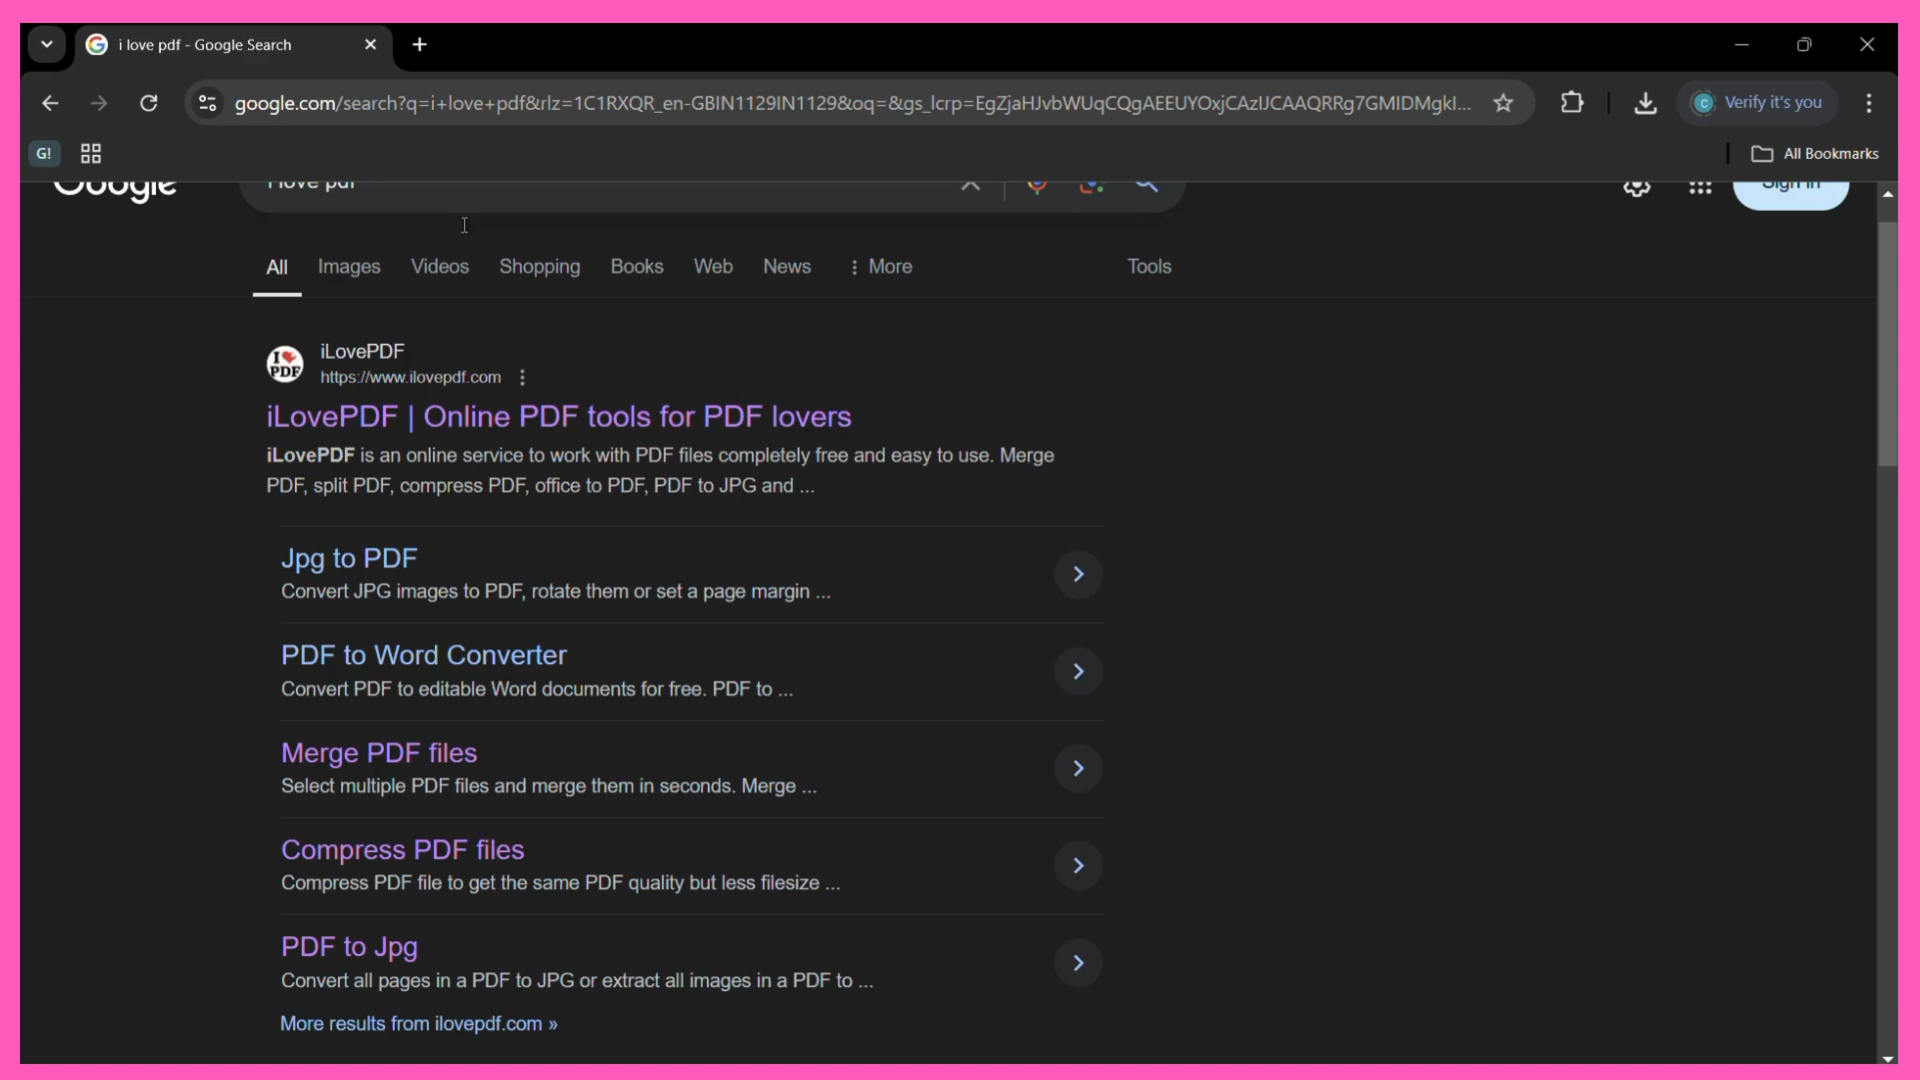 i love pdf - Google Search
google.com/search?q=i+love+pdf&rlz=1C1RXQR_en-GBIN1129IN1129&oq=&gs_lcrp=EgZjaHJvbWUqCQgAEEUYOxjCAzIJCAAQRRg7GMIDMgkI...
C Verify it's you
G!
All Bookmarks
Google
i love pdf
Sign in
All Images Videos Shopping Books Web News More Tools
I PDF
iLovePDF
https://www.ilovepdf.com
iLovePDF | Online PDF tools for PDF lovers
iLovePDF is an online service to work with PDF files completely free and easy to use. Merge
PDF, split PDF, compress PDF, office to PDF, PDF to JPG and ...
Jpg to PDF
Convert JPG images to PDF, rotate them or set a page margin ...
PDF to Word Converter
Convert PDF to editable Word documents for free. PDF to ...
Merge PDF files
Select multiple PDF files and merge them in seconds. Merge ...
Compress PDF files
Compress PDF file to get the same PDF quality but less filesize ...
PDF to Jpg
Convert all pages in a PDF to JPG or extract all images in a PDF to ...
More results from ilovepdf.com »